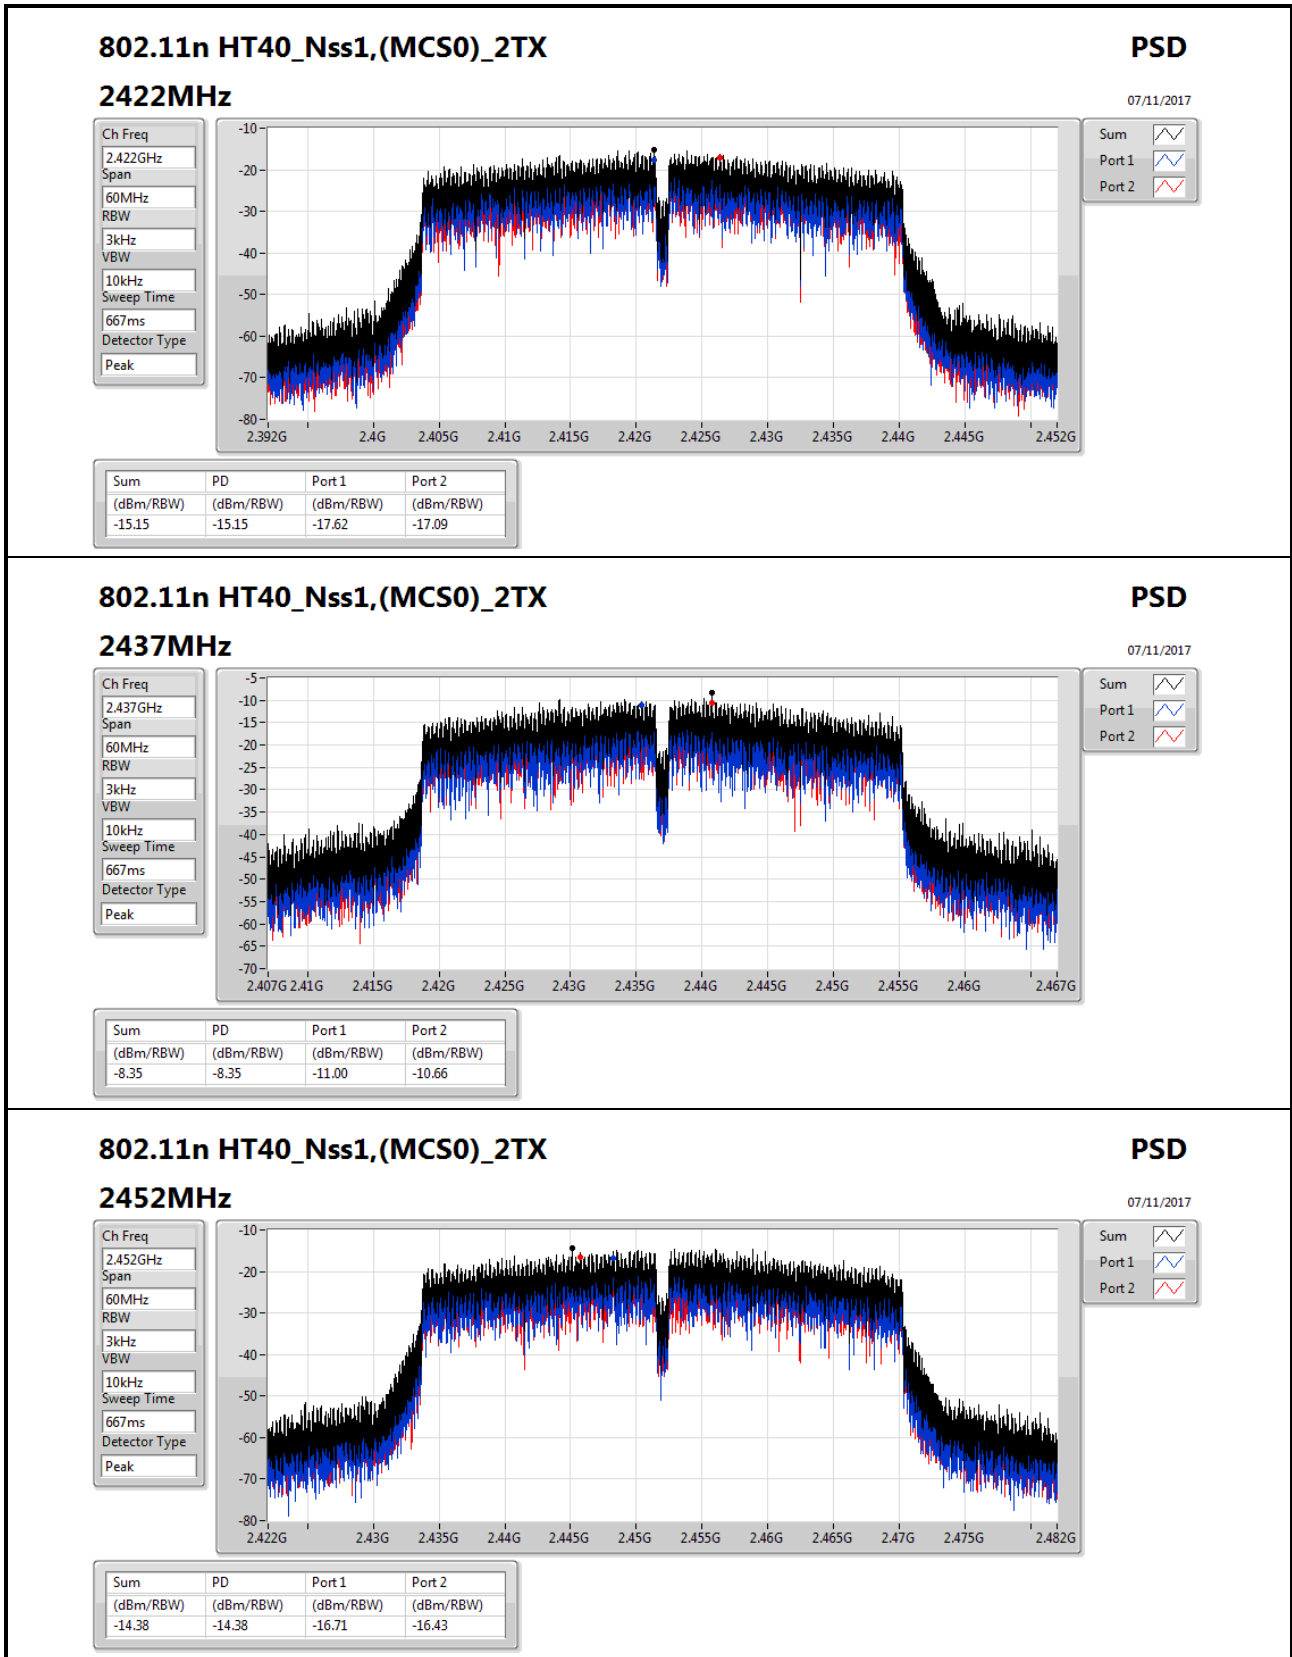 802.11n HT40_Nss1,(MCS0)_2TX PSD
2422MHz 07/11/2017
Ch Freq
2.422GHz
Span
60MHz
RBW
3kHz
VBW
10kHz
Sweep Time
667ms
Detector Type
Peak
-10
-20
-30
-40
-50
-60
-70
-80
2.392G 2.4G 2.405G 2.41G 2.415G 2.42G 2.425G 2.43G 2.435G 2.44G 2.445G 2.452G
Sum
Port 1
Port 2
Sum PD Port 1 Port 2
(dBm/RBW) (dBm/RBW) (dBm/RBW) (dBm/RBW)
-15.15 -15.15 -17.62 -17.09
802.11n HT40_Nss1,(MCS0)_2TX PSD
2437MHz 07/11/2017
Ch Freq
2.437GHz
Span
60MHz
RBW
3kHz
VBW
10kHz
Sweep Time
667ms
Detector Type
Peak
-5
-10
-15
-20
-25
-30
-35
-40
-45
-50
-55
-60
-65
-70
2.407G 2.41G 2.415G 2.42G 2.425G 2.43G 2.435G 2.44G 2.445G 2.45G 2.455G 2.46G 2.467G
Sum
Port 1
Port 2
Sum PD Port 1 Port 2
(dBm/RBW) (dBm/RBW) (dBm/RBW) (dBm/RBW)
-8.35 -8.35 -11.00 -10.66
802.11n HT40_Nss1,(MCS0)_2TX PSD
2452MHz 07/11/2017
Ch Freq
2.452GHz
Span
60MHz
RBW
3kHz
VBW
10kHz
Sweep Time
667ms
Detector Type
Peak
-10
-20
-30
-40
-50
-60
-70
-80
2.422G 2.43G 2.435G 2.44G 2.445G 2.45G 2.455G 2.46G 2.465G 2.47G 2.475G 2.482G
Sum
Port 1
Port 2
Sum PD Port 1 Port 2
(dBm/RBW) (dBm/RBW) (dBm/RBW) (dBm/RBW)
-14.38 -14.38 -16.71 -16.43